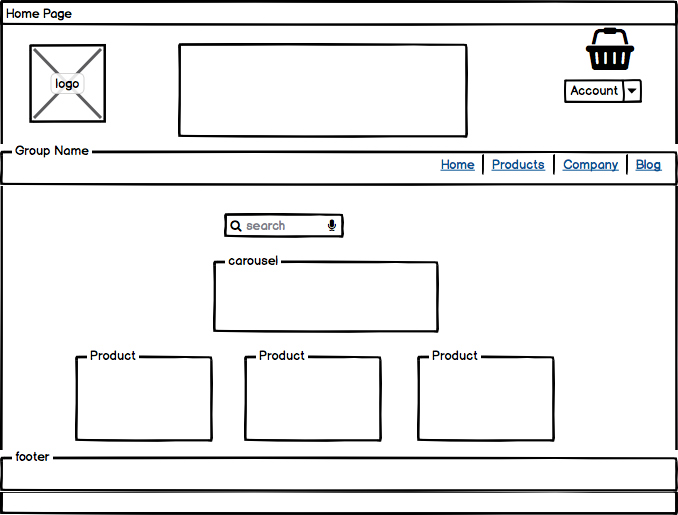 Home Page
logo
Account
Group Name
Home Products Company Blog
search
carousel
Product Product Product
footer